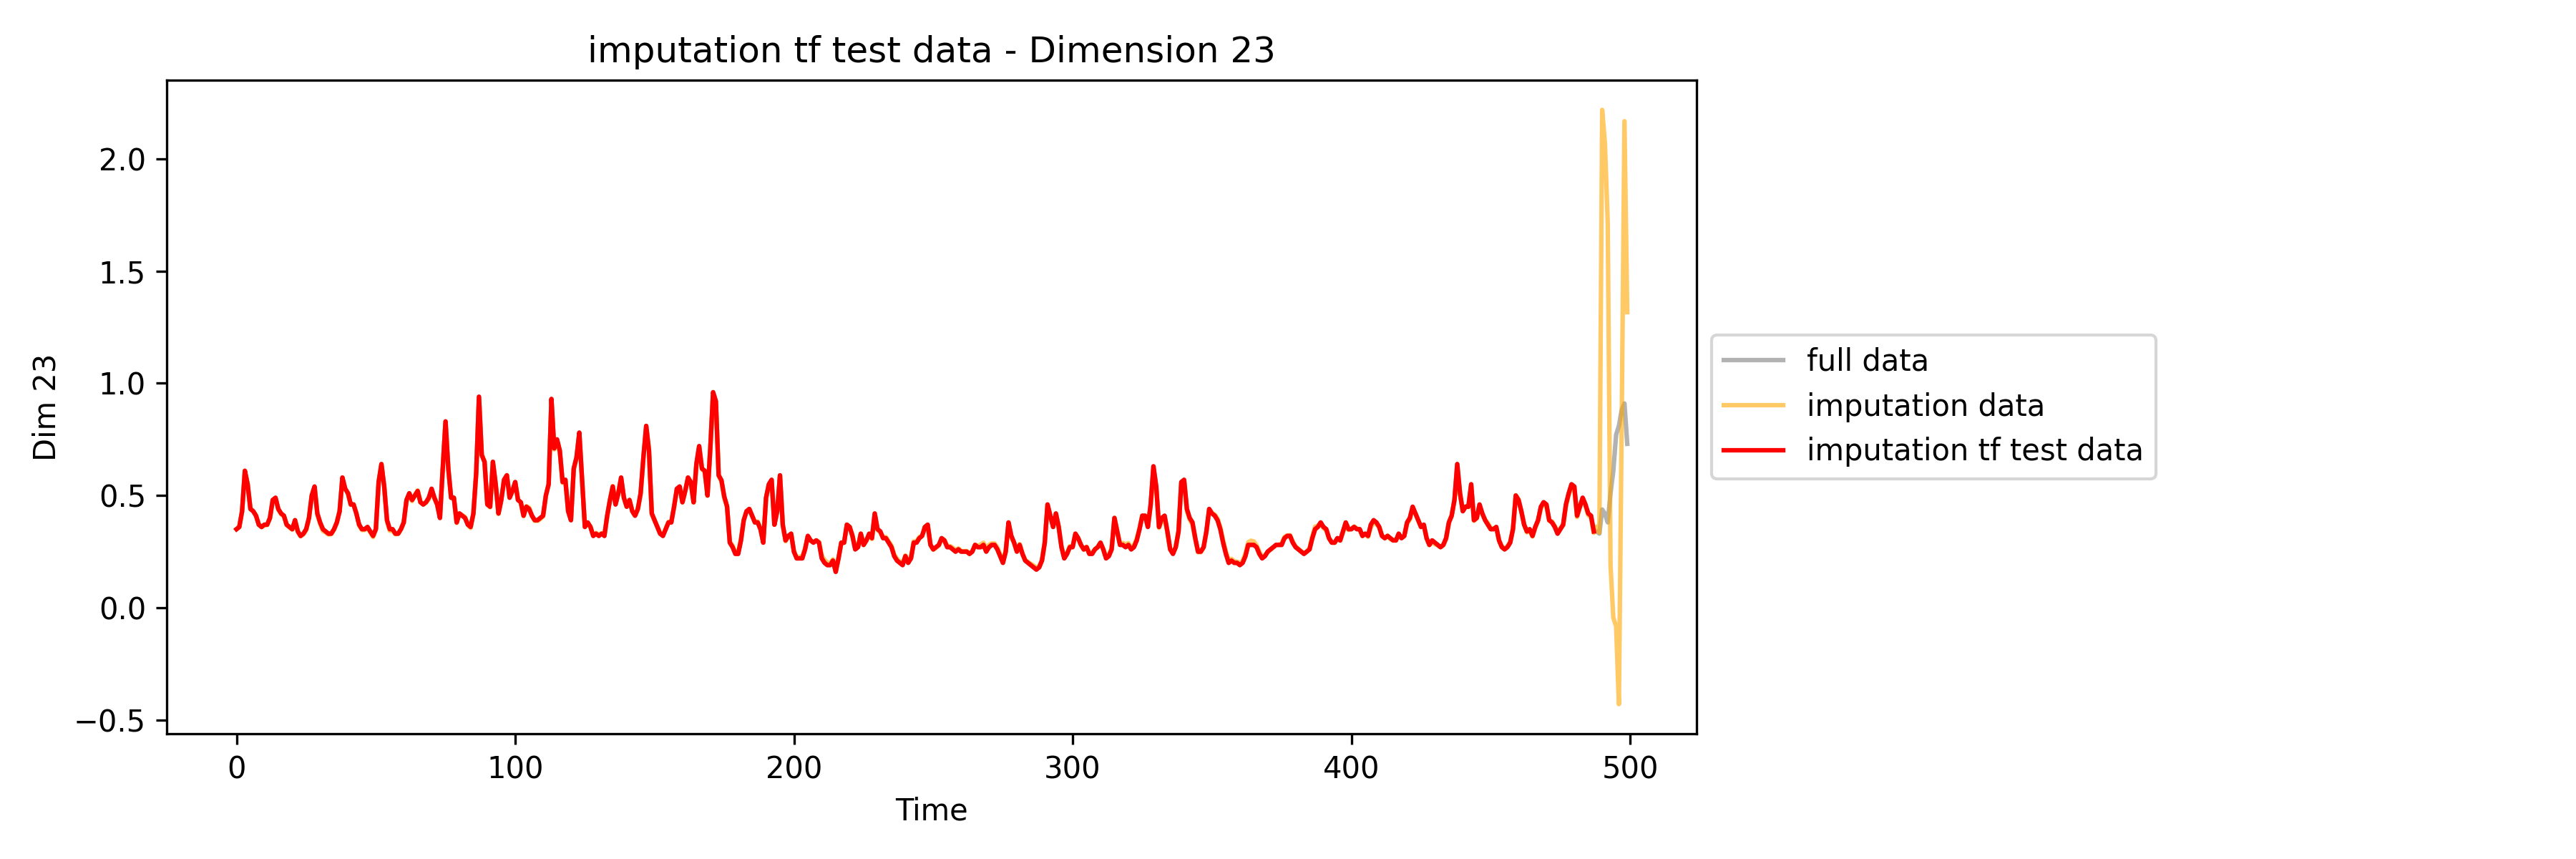 imputation tf test data - Dimension 23
Dim 23
2.0
1.5
1.0
0.5
0.0
−0.5
0 100 200 300 400 500
Time
full data
imputation data
imputation tf test data